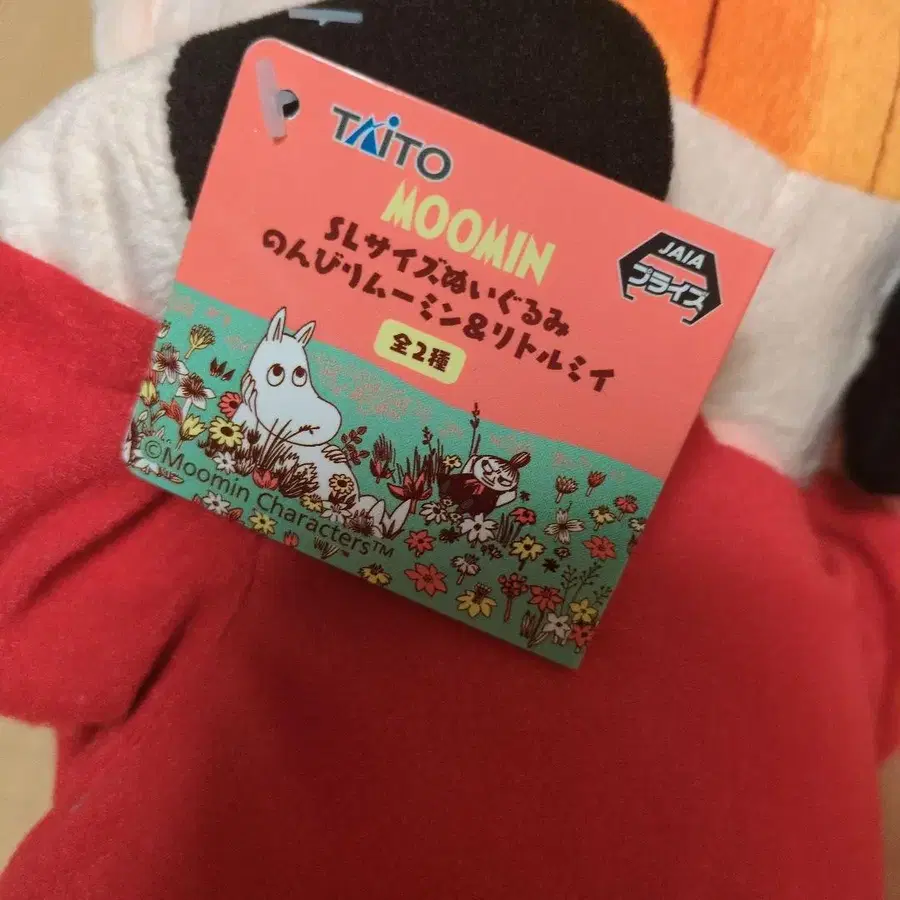 TAITO
MOOMIN
SLサイズぬいぐるみ
のんびりムーミン&リトルミイ
全2種
JAIA
プライズ
©Moomin Characters™